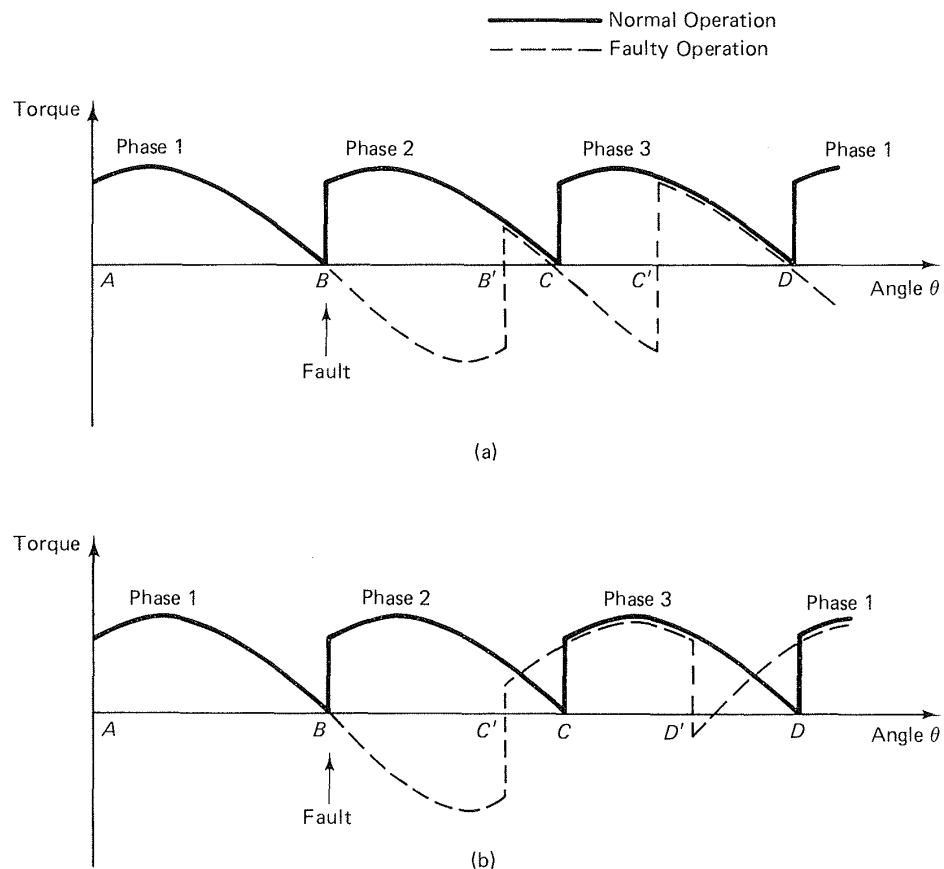 Normal Operation
Faulty Operation
Torque
Phase 1
Phase 2
Phase 3
Phase 1
A
B
B'
C
C'
D
Angle θ
Fault
(a)
Torque
Phase 1
Phase 2
Phase 3
Phase 1
A
B
C'
C
D'
D
Angle θ
Fault
(b)